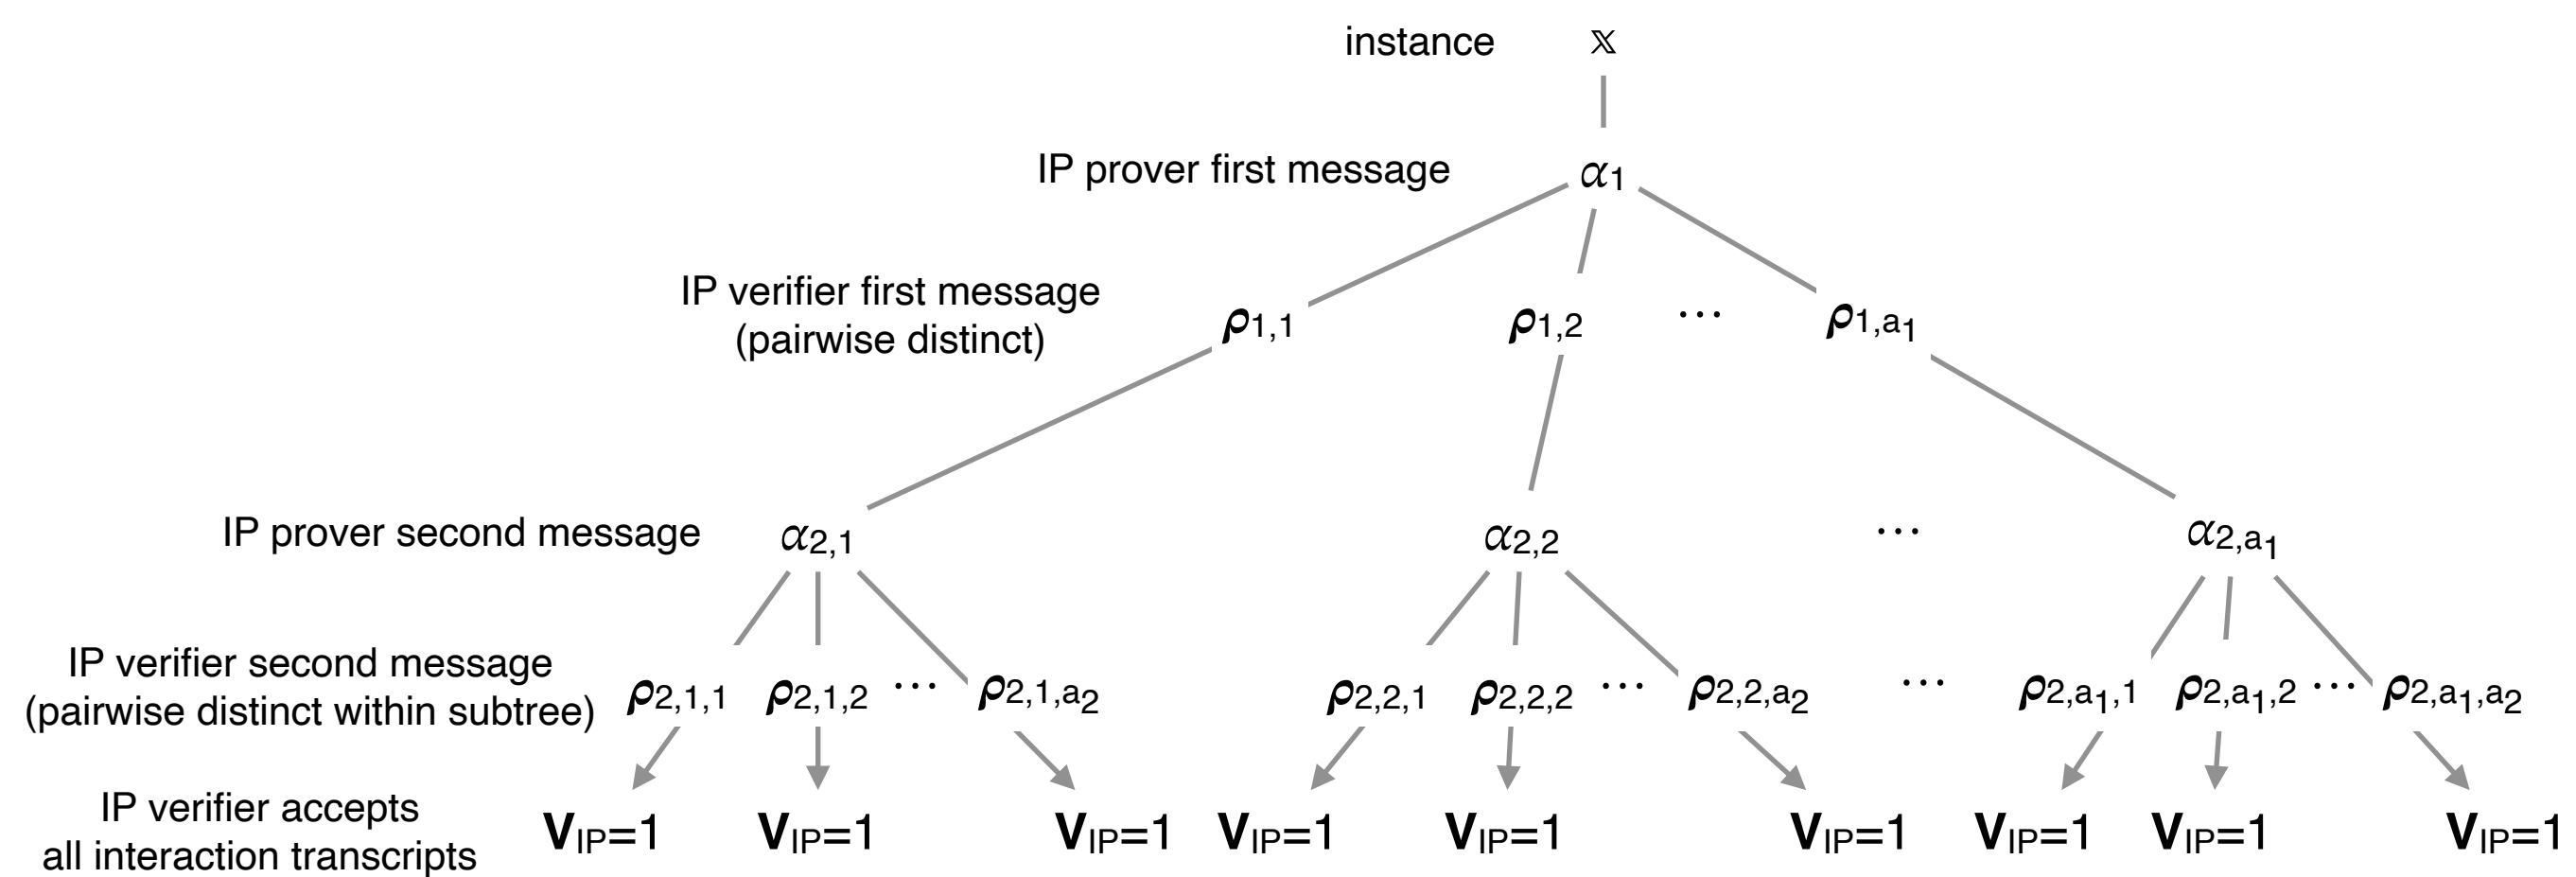 instance 𝕏
IP prover first message α1
IP verifier first message
(pairwise distinct)
ρ1,1 ρ1,2 ⋯ ρ1,a1
IP prover second message α2,1 α2,2 ⋯ α2,a1
IP verifier second message
(pairwise distinct within subtree)
ρ2,1,1 ρ2,1,2 ⋯ ρ2,1,a2 ρ2,2,1 ρ2,2,2 ⋯ ρ2,2,a2 ⋯ ρ2,a1,1 ρ2,a1,2 ⋯ ρ2,a1,a2
IP verifier accepts
all interaction transcripts
VIP=1 VIP=1 VIP=1 VIP=1 VIP=1 VIP=1 VIP=1 VIP=1 VIP=1